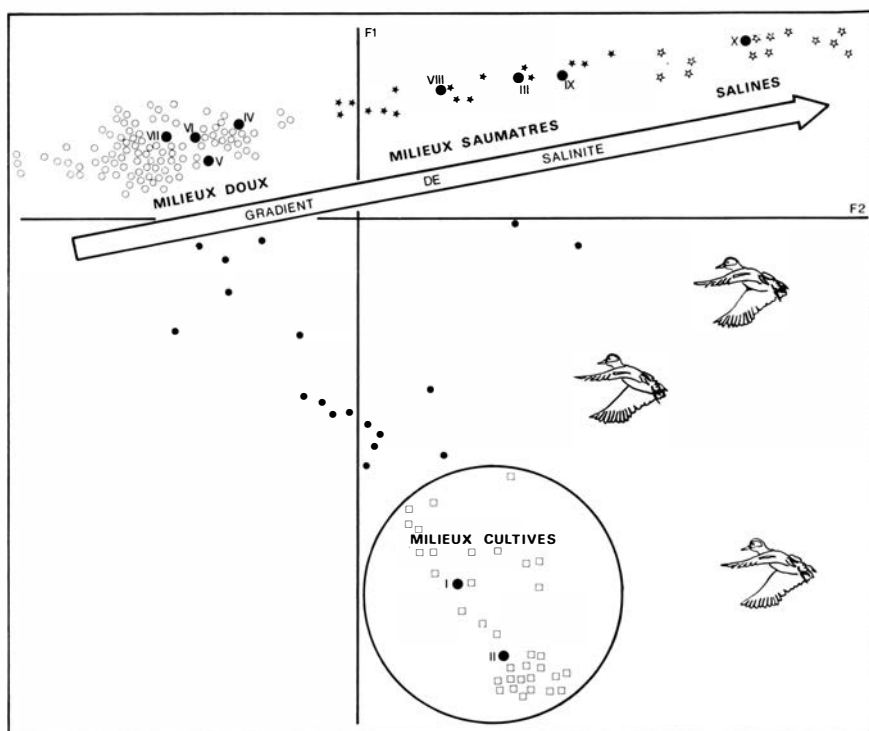 F1
X
VIII
III
IX
SALINES
IV
VI
VII
V
MILIEUX SAUMATRES
MILIEUX DOUX
GRADIENT DE SALINITE
F2
MILIEUX CULTIVES
I
II